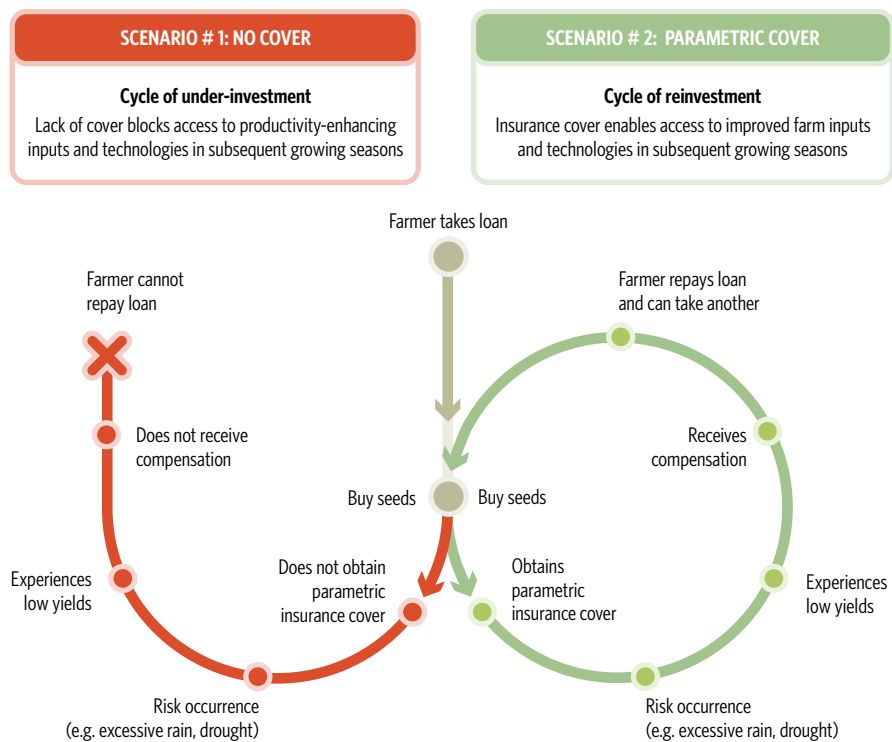 SCENARIO # 1: NO COVER
Cycle of under-investment
Lack of cover blocks access to productivity-enhancing
inputs and technologies in subsequent growing seasons
SCENARIO # 2: PARAMETRIC COVER
Cycle of reinvestment
Insurance cover enables access to improved farm inputs
and technologies in subsequent growing seasons
Farmer takes loan
Farmer cannot
repay loan
Farmer repays loan
and can take another
Does not receive
compensation
Receives
compensation
Buy seeds
Buy seeds
Does not obtain
parametric
insurance cover
Obtains
parametric
insurance cover
Experiences
low yields
Experiences
low yields
Risk occurrence
(e.g. excessive rain, drought)
Risk occurrence
(e.g. excessive rain, drought)